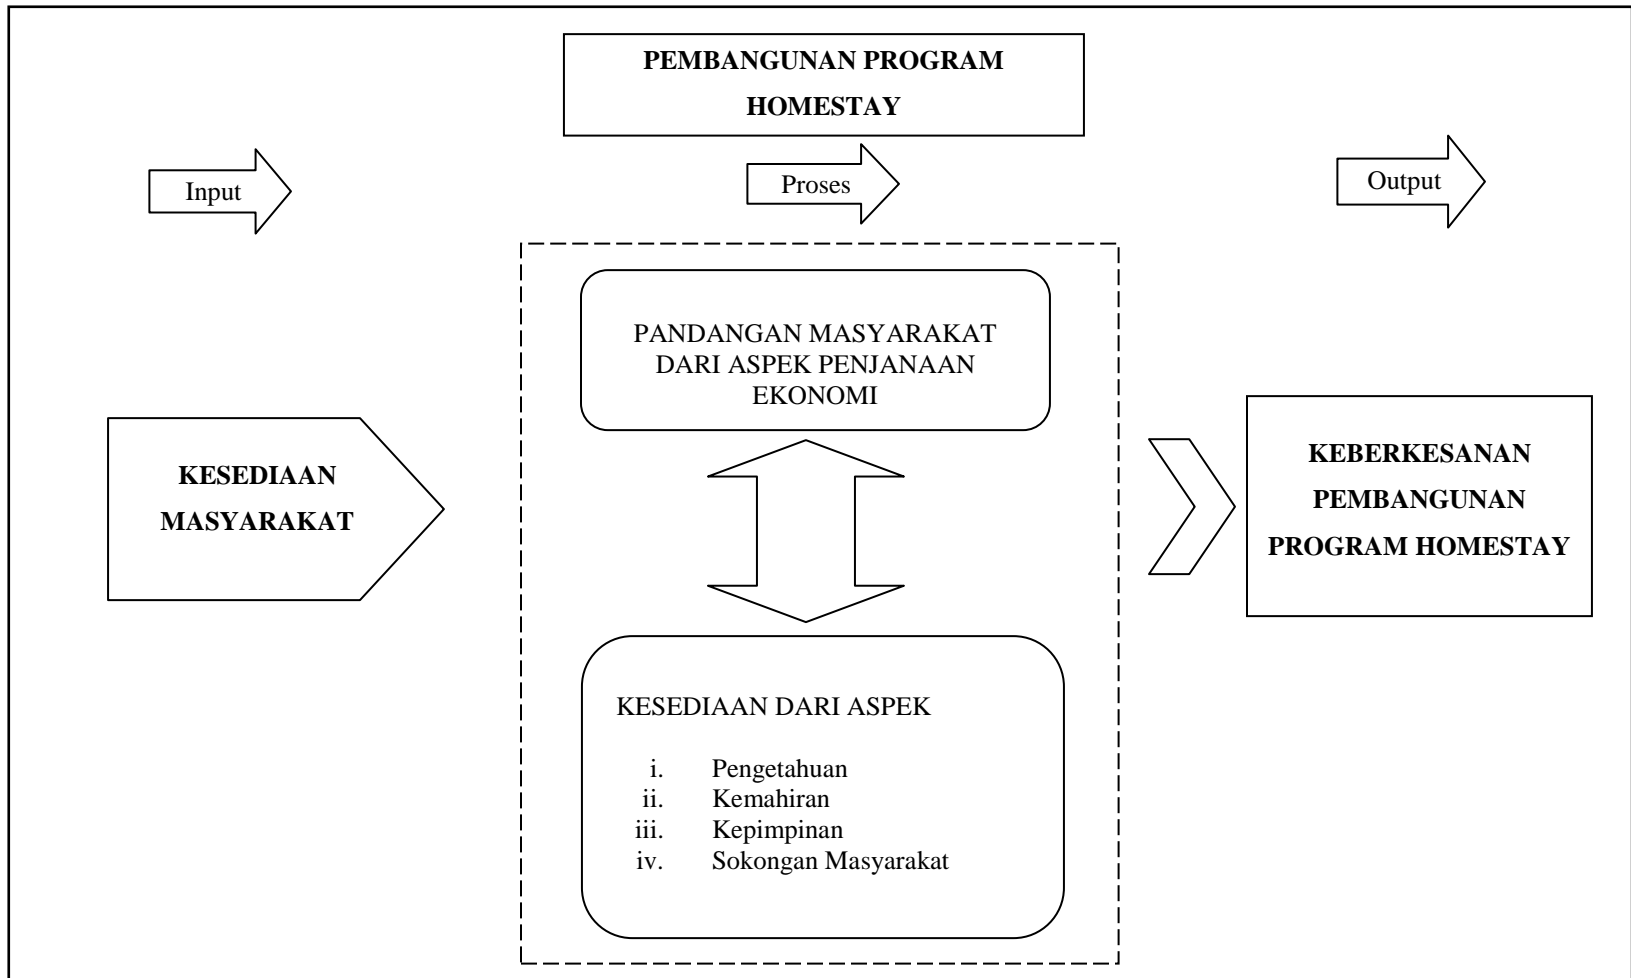 PEMBANGUNAN PROGRAM
HOMESTAY
Input
Proses
Output
PANDANGAN MASYARAKAT
DARI ASPEK PENJANAAN
EKONOMI
KESEDIAAN
MASYARAKAT
KEBERKESANAN
PEMBANGUNAN
PROGRAM HOMESTAY
KESEDIAAN DARI ASPEK
i. Pengetahuan
ii. Kemahiran
iii. Kepimpinan
iv. Sokongan Masyarakat